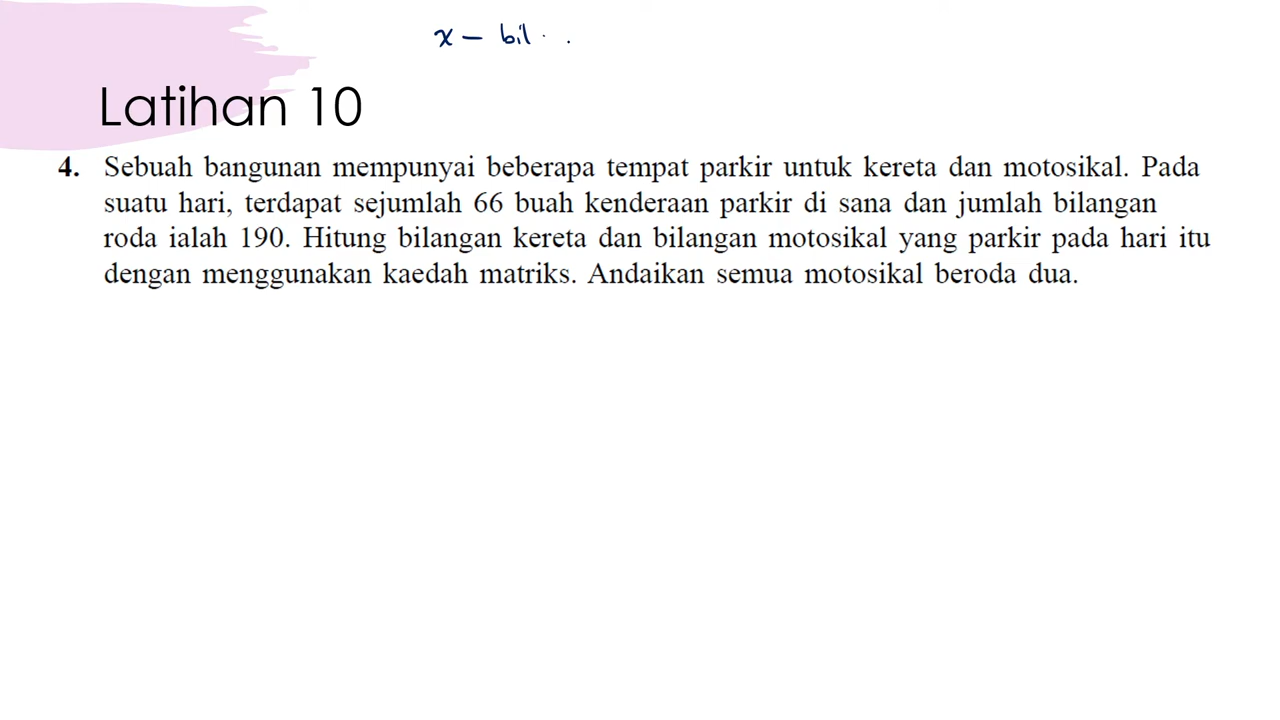 x – bil .
Latihan 10
4. Sebuah bangunan mempunyai beberapa tempat parkir untuk kereta dan motosikal. Pada
suatu hari, terdapat sejumlah 66 buah kenderaan parkir di sana dan jumlah bilangan
roda ialah 190. Hitung bilangan kereta dan bilangan motosikal yang parkir pada hari itu
dengan menggunakan kaedah matriks. Andaikan semua motosikal beroda dua.